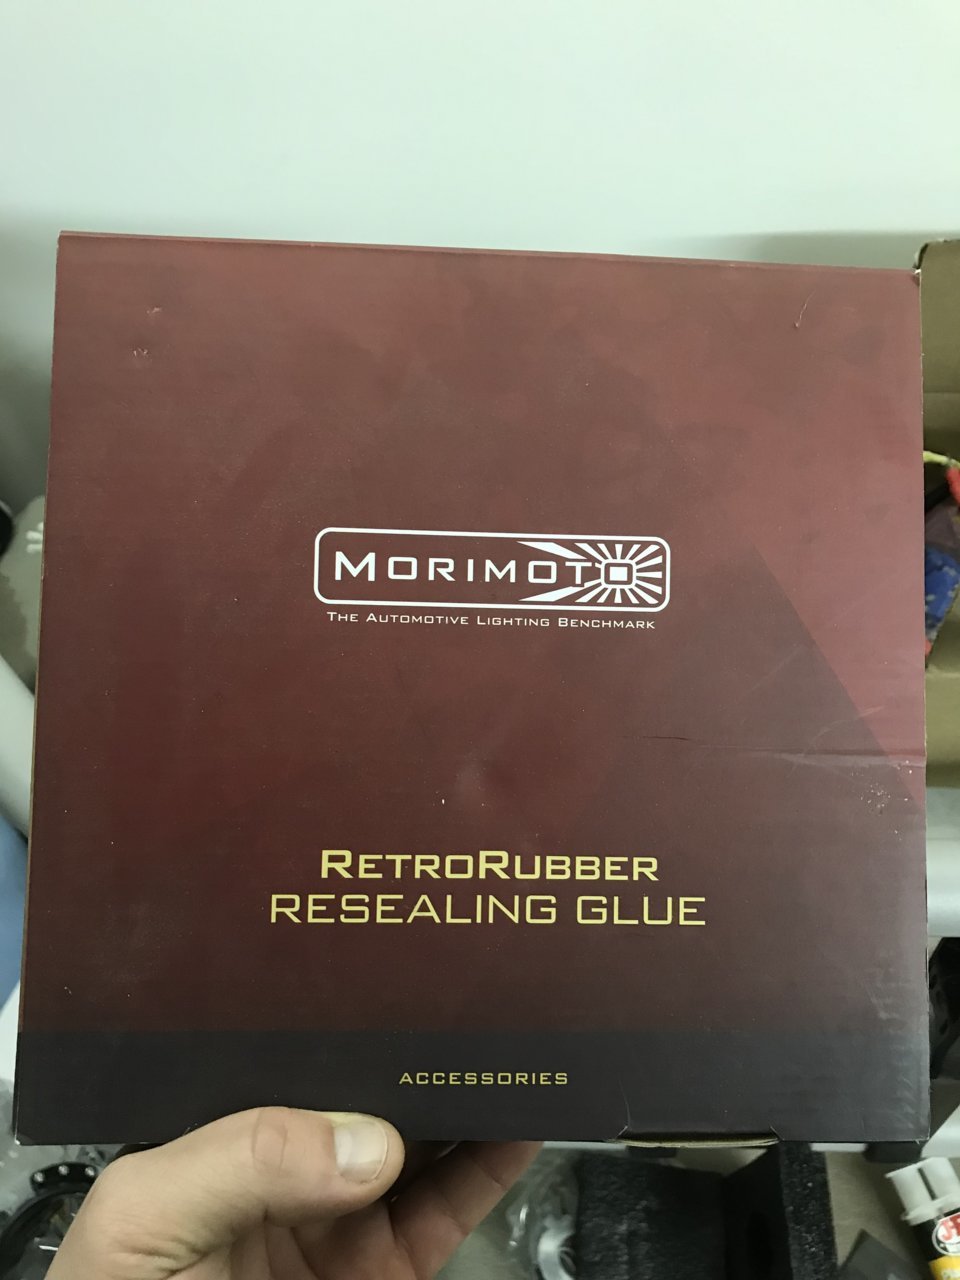 MORIMOTO
THE AUTOMOTIVE LIGHTING BENCHMARK
RETRORUBBER
RESEALING GLUE
ACCESSORIES